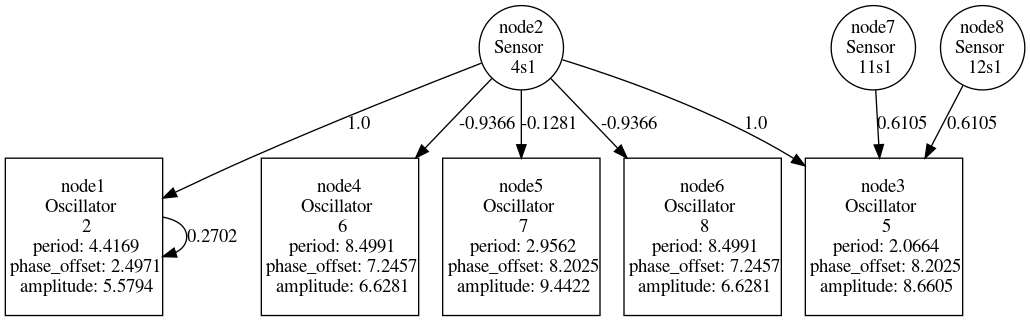 node2
Sensor
4s1
node7
Sensor
11s1
node8
Sensor
12s1
1.0
-0.9366
-0.1281
-0.9366
1.0
0.6105
0.6105
node1
Oscillator
2
period: 4.4169
phase_offset: 2.4971
amplitude: 5.5794
0.2702
node4
Oscillator
6
period: 8.4991
phase_offset: 7.2457
amplitude: 6.6281
node5
Oscillator
7
period: 2.9562
phase_offset: 8.2025
amplitude: 9.4422
node6
Oscillator
8
period: 8.4991
phase_offset: 7.2457
amplitude: 6.6281
node3
Oscillator
5
period: 2.0664
phase_offset: 8.2025
amplitude: 8.6605